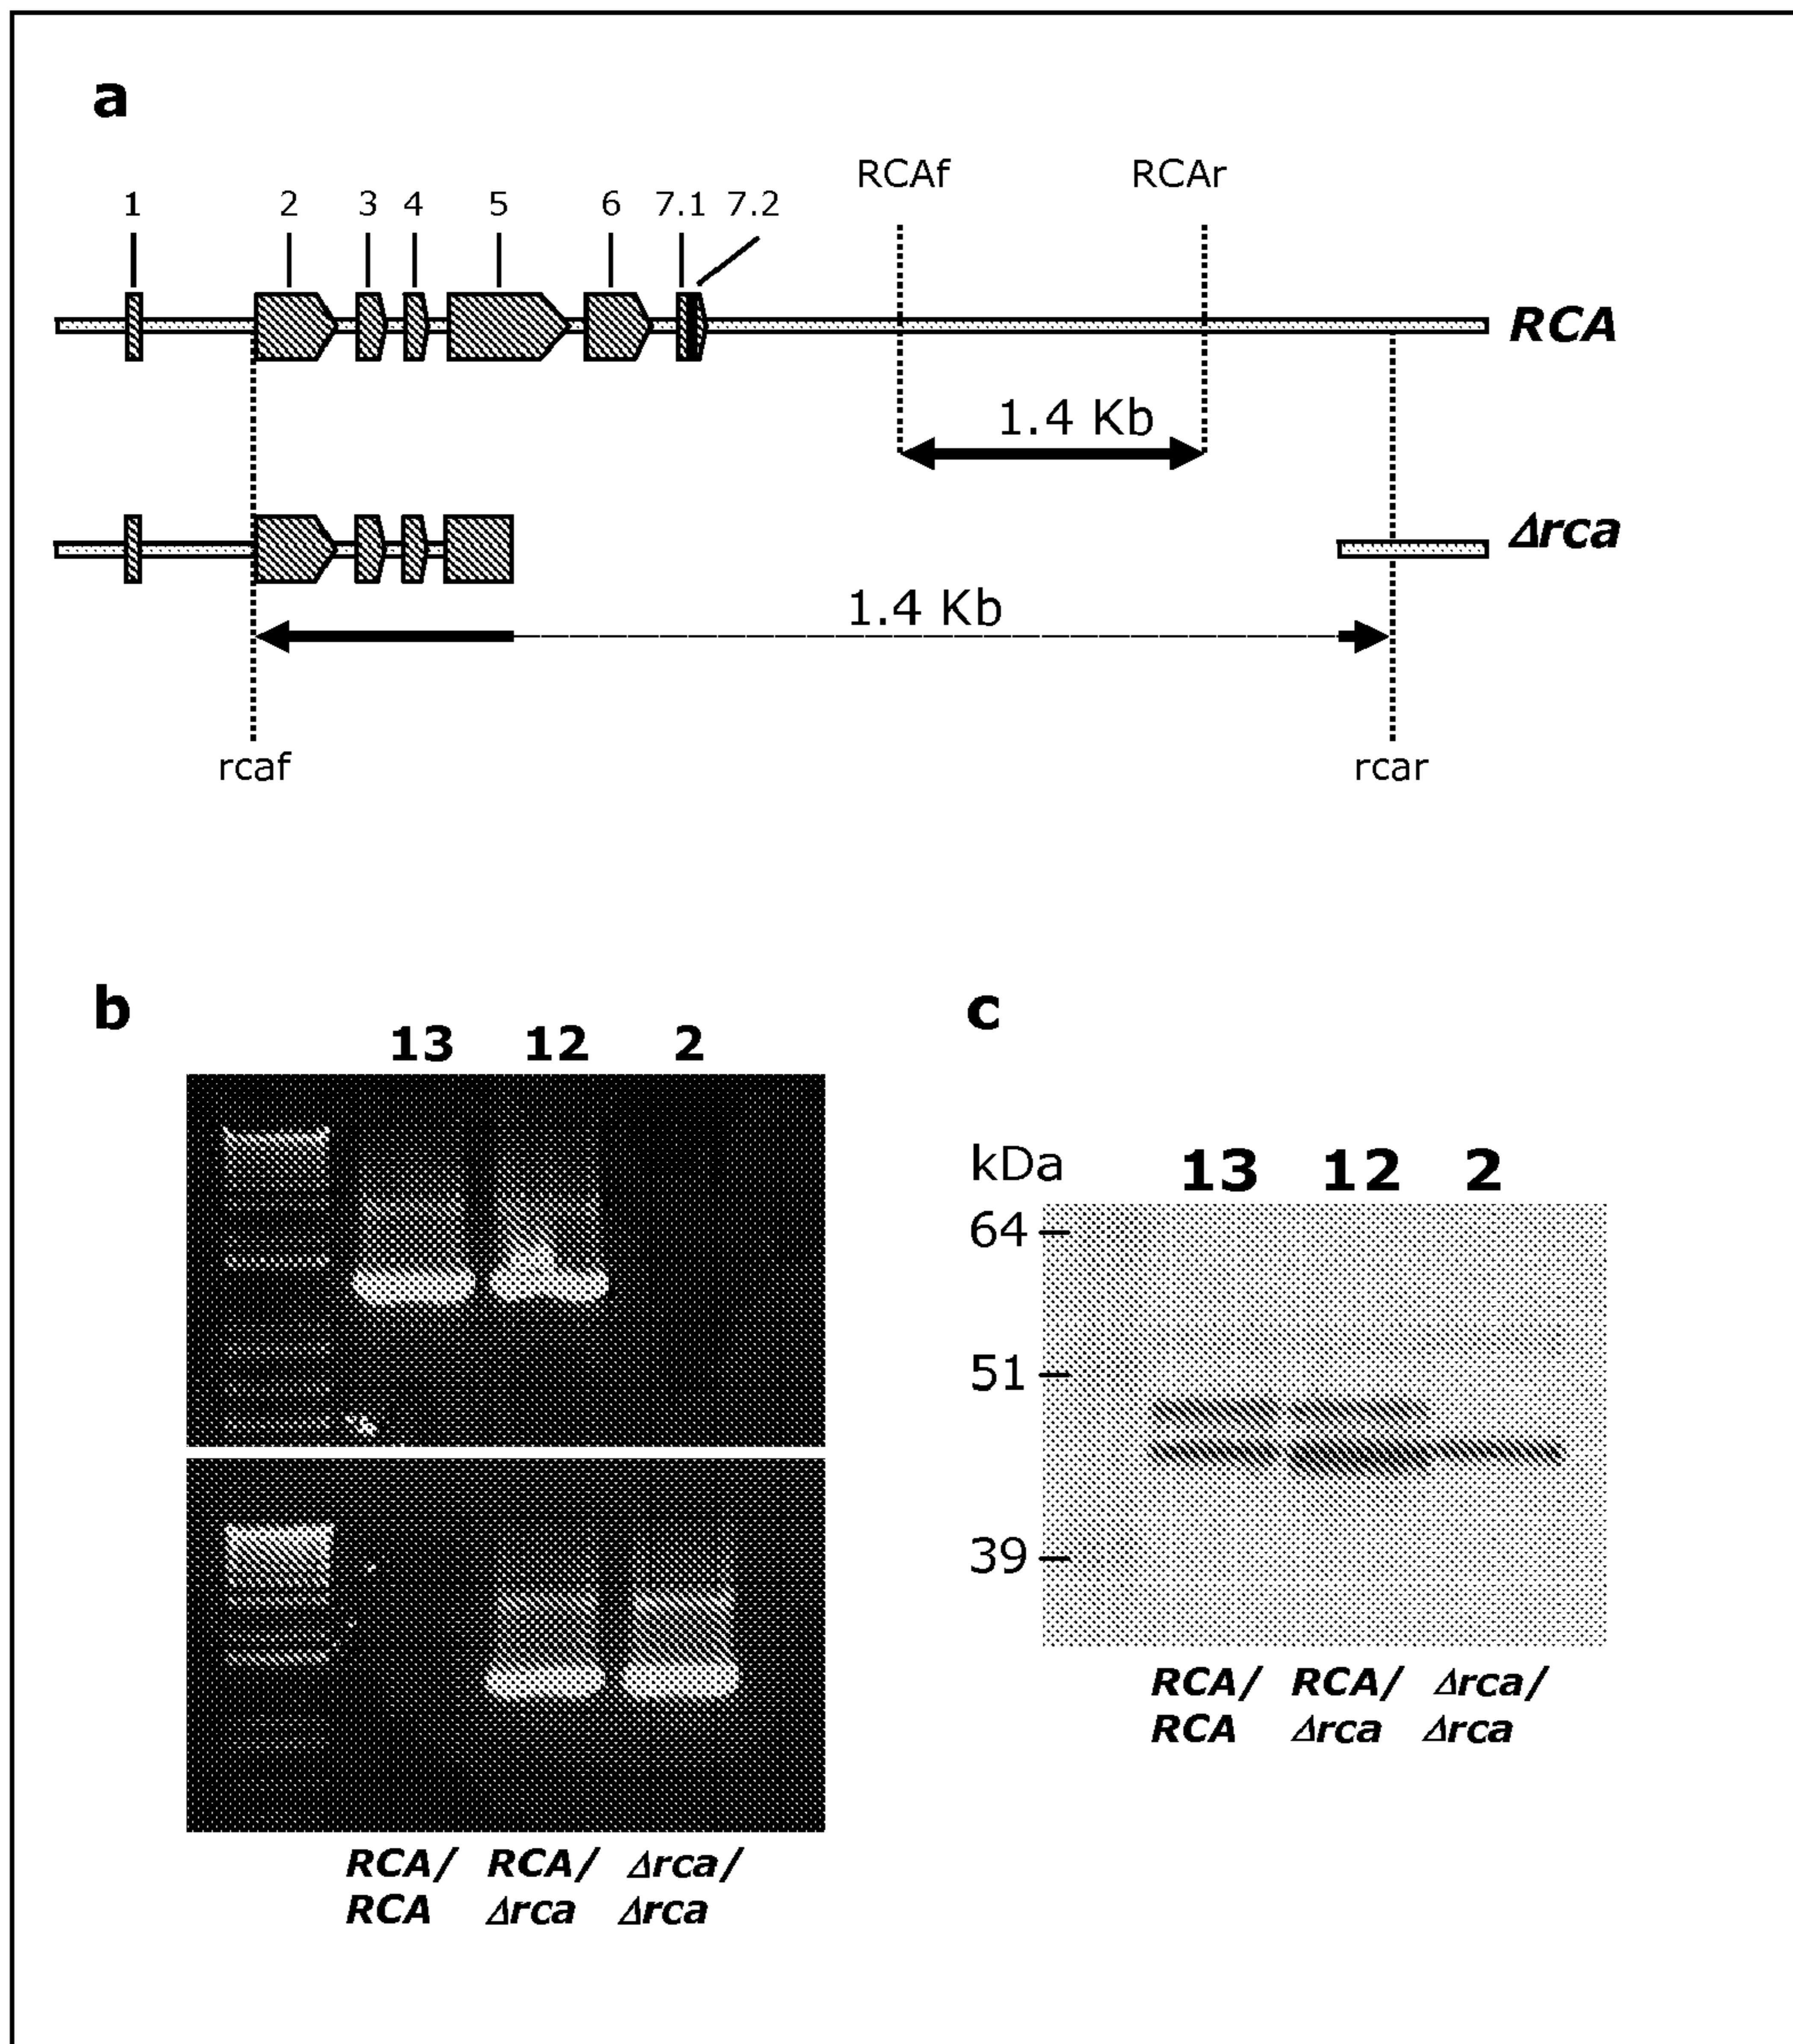 a
RCAf RCAr
1 2 3 4 5 6 7.1 7.2
RCA
1.4 Kb
Δrca
1.4 Kb
rcaf rcar
b
13 12 2
RCA/ RCA/ Δrca/
RCA Δrca Δrca
c
kDa 13 12 2
64
51
39
RCA/ RCA/ Δrca/
RCA Δrca Δrca